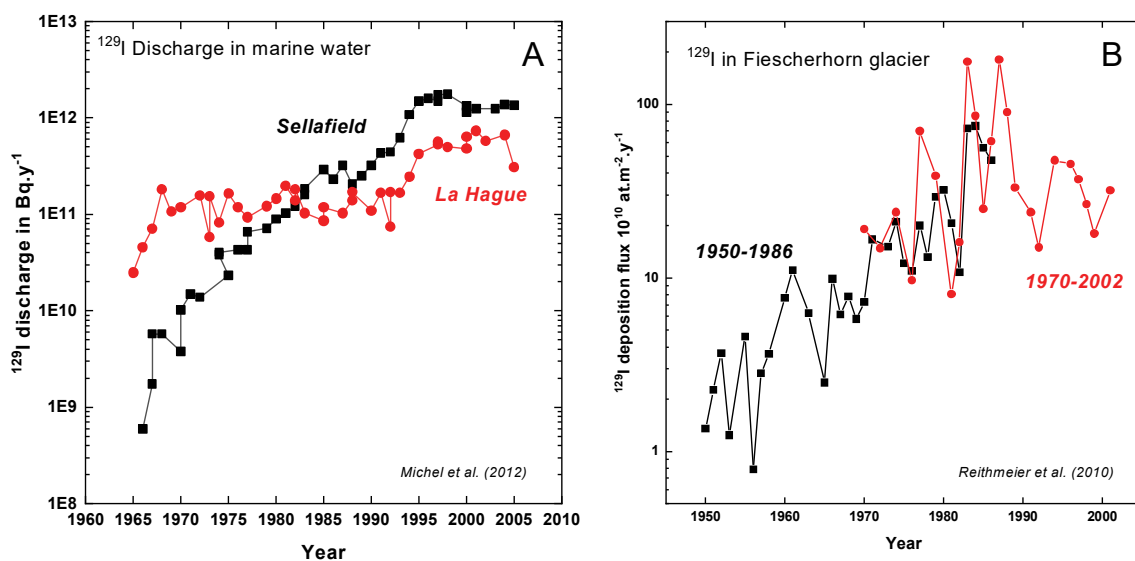 ¹²⁹I Discharge in marine water
A
Sellafield
La Hague
Michel et al. (2012)
¹²⁹I discharge in Bq.y⁻¹
1E13
1E12
1E11
1E10
1E9
1E8
1960 1965 1970 1975 1980 1985 1990 1995 2000 2005 2010
Year
¹²⁹I in Fiescherhorn glacier
B
1950-1986
1970-2002
Reithmeier et al. (2010)
¹²⁹I deposition flux 10¹⁰ at.m⁻².y⁻¹
100
10
1
1950 1960 1970 1980 1990 2000
Year